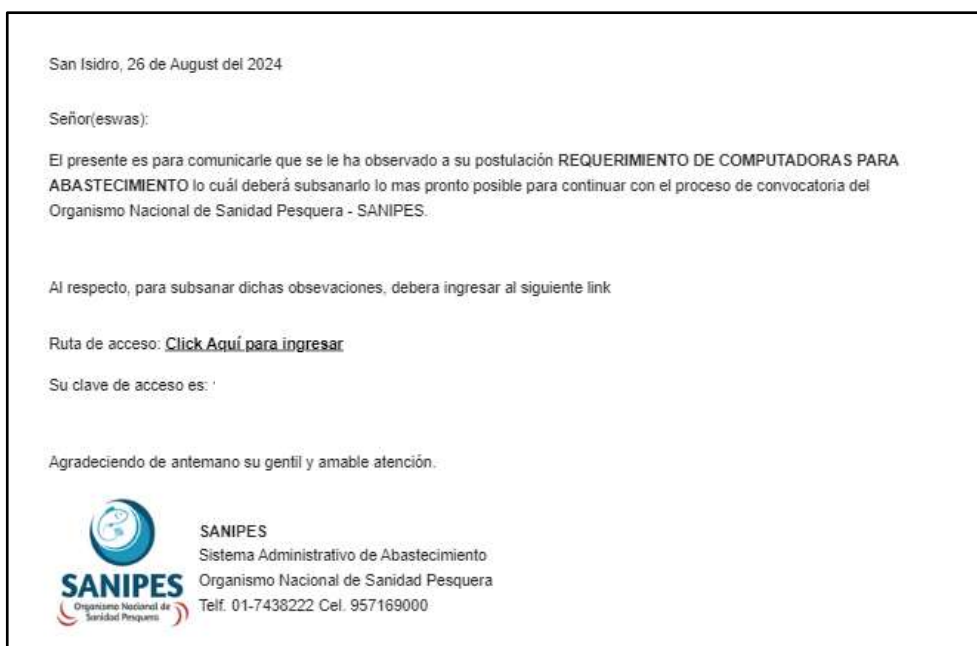 San Isidro, 26 de August del 2024
Señor(eswas):
El presente es para comunicarle que se le ha observado a su postulación REQUERIMIENTO DE COMPUTADORAS PARA
ABASTECIMIENTO lo cuál deberá subsanarlo lo mas pronto posible para continuar con el proceso de convocatoria del
Organismo Nacional de Sanidad Pesquera - SANIPES.
Al respecto, para subsanar dichas obsevaciones, debera ingresar al siguiente link
Ruta de acceso: Click Aquí para ingresar
Su clave de acceso es:
Agradeciendo de antemano su gentil y amable atención.
SANIPES
Sistema Administrativo de Abastecimiento
Organismo Nacional de Sanidad Pesquera
Telf. 01-7438222 Cel. 957169000
SANIPES
Organismo Nacional de
Sanidad Pesquera